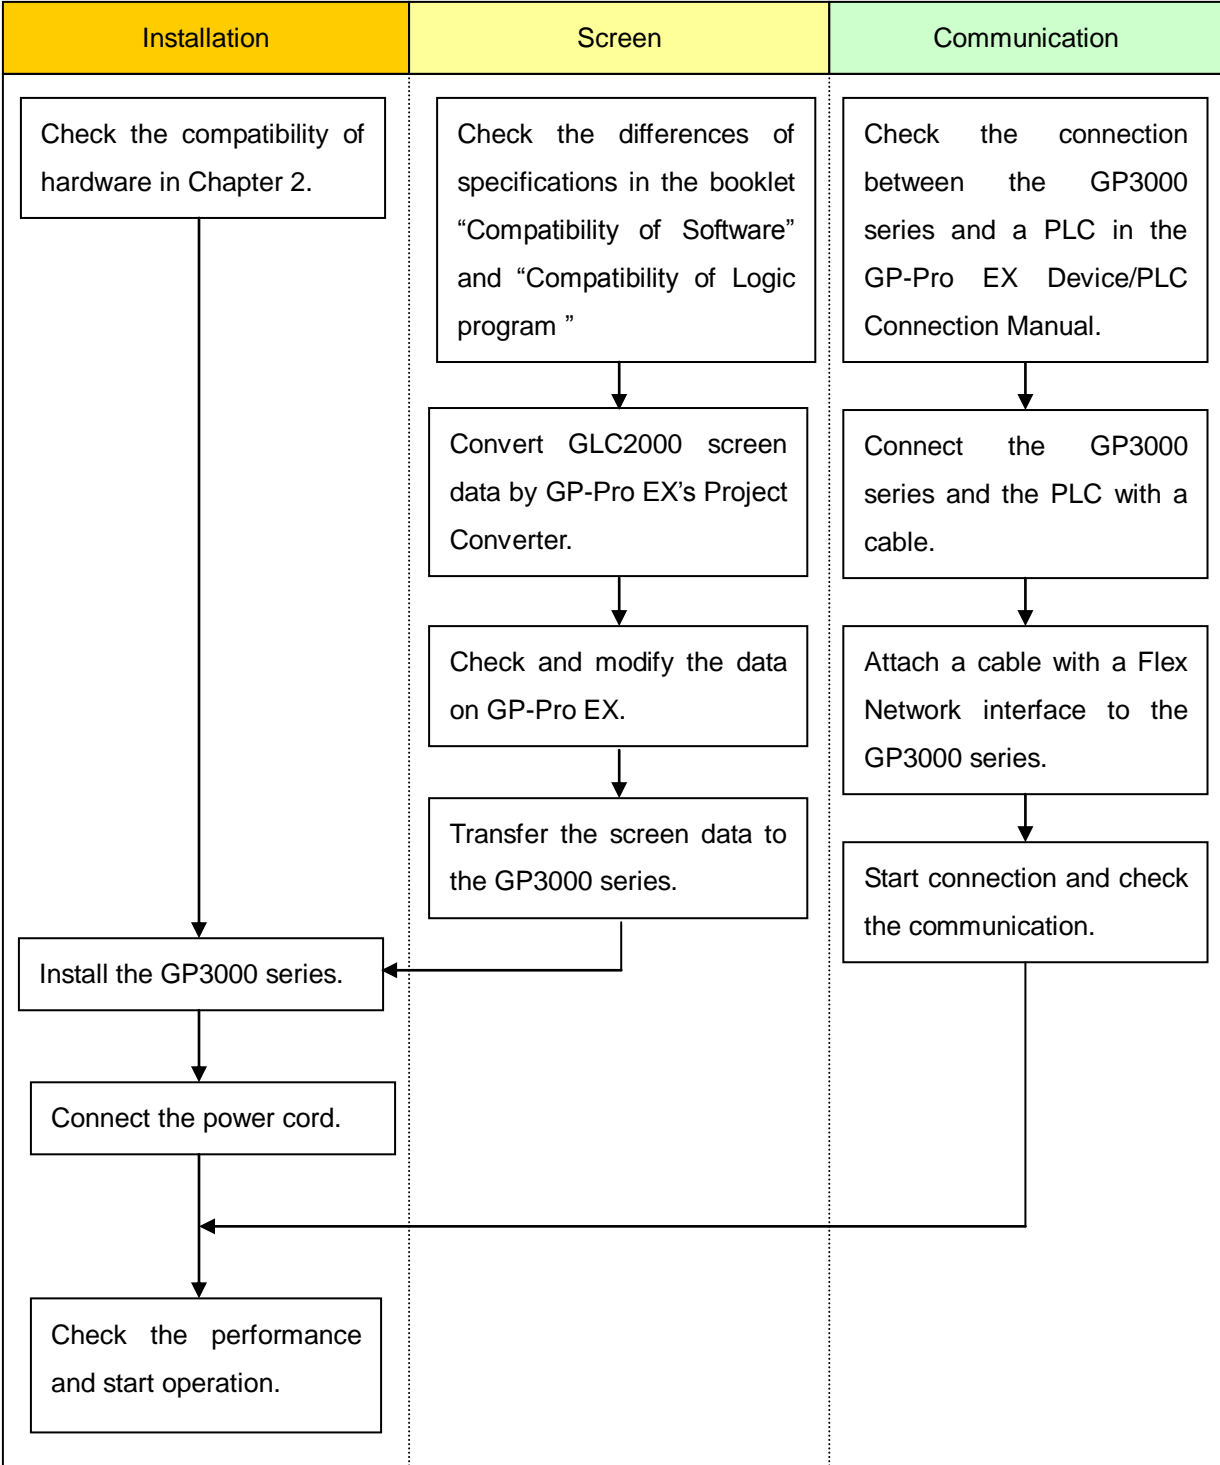 Installation
Screen
Communication
Check the compatibility of
hardware in Chapter 2.
Install the GP3000 series.
Connect the power cord.
Check the performance
and start operation.
Check the differences of
specifications in the booklet
“Compatibility of Software”
and “Compatibility of Logic
program ”
Convert GLC2000 screen
data by GP-Pro EX’s Project
Converter.
Check and modify the data
on GP-Pro EX.
Transfer the screen data to
the GP3000 series.
Check the connection
between the GP3000
series and a PLC in the
GP-Pro EX Device/PLC
Connection Manual.
Connect the GP3000
series and the PLC with a
cable.
Attach a cable with a Flex
Network interface to the
GP3000 series.
Start connection and check
the communication.